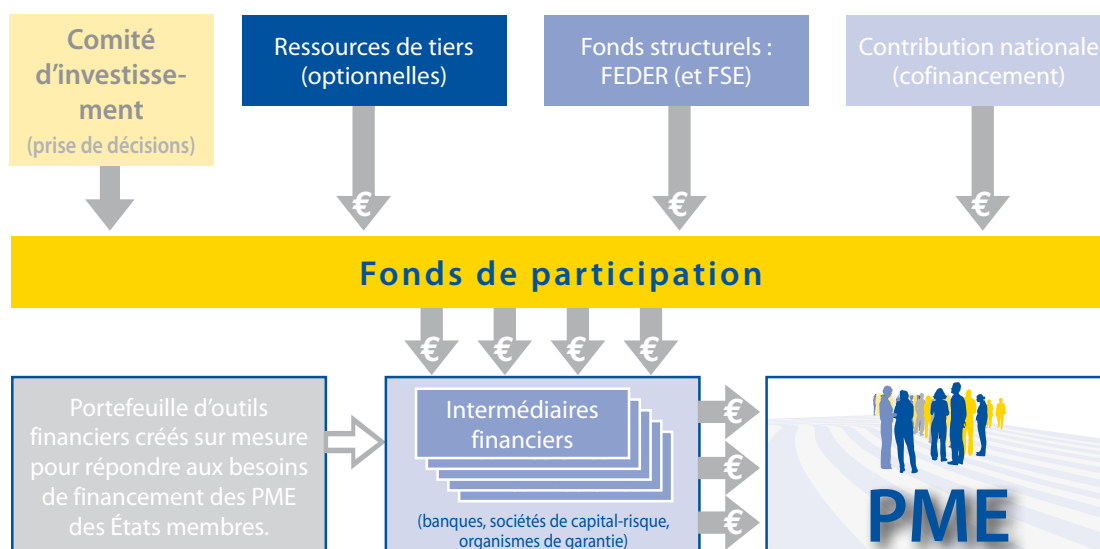 Comité
d’investisse-
ment
(prise de décisions)
Ressources de tiers
(optionnelles)
Fonds structurels :
FEDER (et FSE)
Contribution nationale
(cofinancement)
€
€
€
Fonds de participation
€ € € €
Portefeuille d’outils
financiers créés sur mesure
pour répondre aux besoins
de financement des PME
des États membres.
Intermédiaires
financiers
(banques, sociétés de capital-risque,
organismes de garantie)
€
€
€
PME